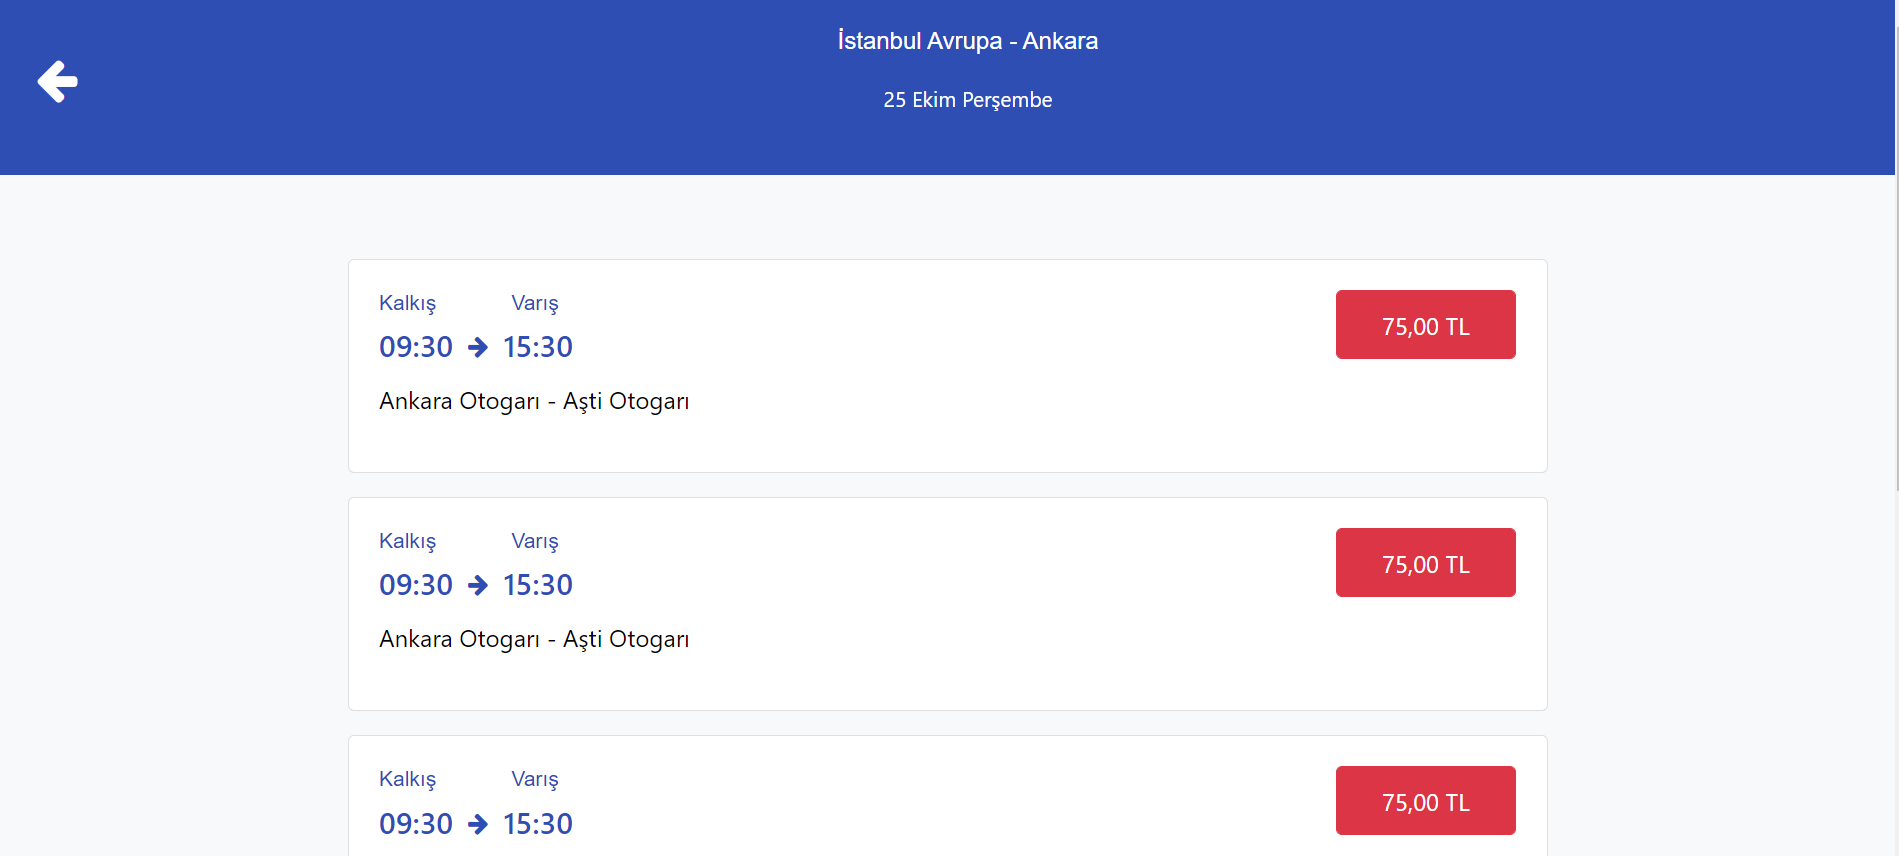 İstanbul Avrupa - Ankara
25 Ekim Perşembe
Kalkış Varış
09:30 15:30
75,00 TL
Ankara Otogarı - Aşti Otogarı
Kalkış Varış
09:30 15:30
75,00 TL
Ankara Otogarı - Aşti Otogarı
Kalkış Varış
09:30 15:30
75,00 TL